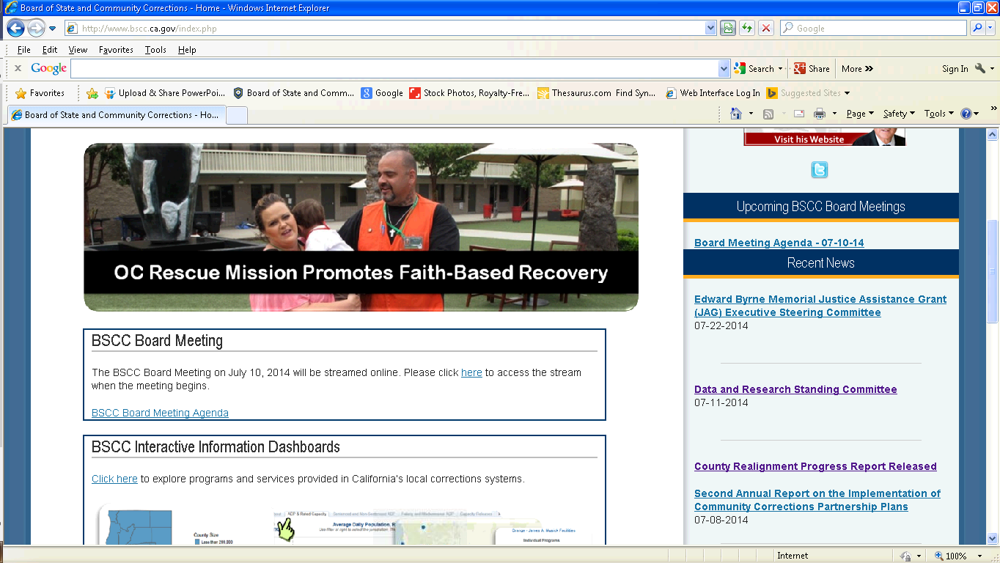 Board of State and Community Corrections - Home - Windows Internet Explorer
http://www.bscc.ca.gov/index.php
Google
File Edit View Favorites Tools Help
x Google Search Share More » Sign In
Favorites Upload & Share PowerPoi... Board of State and Comm... Google Stock Photos, Royalty-Fre... Thesaurus.com Find Syn... Web Interface Log In Suggested Sites
Board of State and Community Corrections - Ho... Page Safety Tools »
Visit his Website
OC Rescue Mission Promotes Faith-Based Recovery
BSCC Board Meeting
The BSCC Board Meeting on July 10, 2014 will be streamed online. Please click here to access the stream
when the meeting begins.
BSCC Board Meeting Agenda
BSCC Interactive Information Dashboards
Click here to explore programs and services provided in California's local corrections systems.
County Size
Less than 299,000
ADP & Rated Capacity Sentenced and Non-Sentenced ADP Felony and Misdemeanor ADP Capacity Releases
Average Daily Population, R
Orange - James A. Musick Facilities
Individual Programs
Upcoming BSCC Board Meetings
Board Meeting Agenda - 07-10-14
Recent News
Edward Byrne Memorial Justice Assistance Grant
(JAG) Executive Steering Committee
07-22-2014
Data and Research Standing Committee
07-11-2014
County Realignment Progress Report Released
Second Annual Report on the Implementation of
Community Corrections Partnership Plans
07-08-2014
Internet 100%